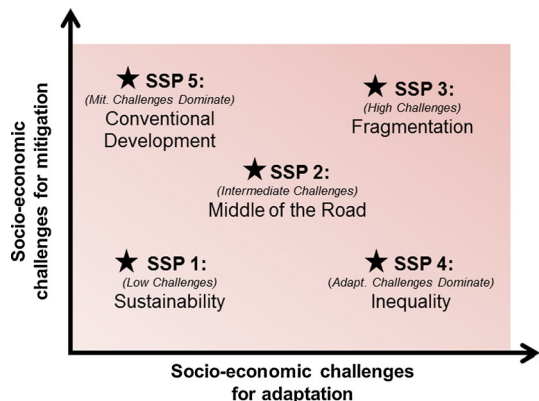 Socio-economic
challenges for mitigation
★ SSP 5:
(Mit. Challenges Dominate)
Conventional
Development
★ SSP 3:
(High Challenges)
Fragmentation
★ SSP 2:
(Intermediate Challenges)
Middle of the Road
★ SSP 1:
(Low Challenges)
Sustainability
★ SSP 4:
(Adapt. Challenges Dominate)
Inequality
Socio-economic challenges
for adaptation